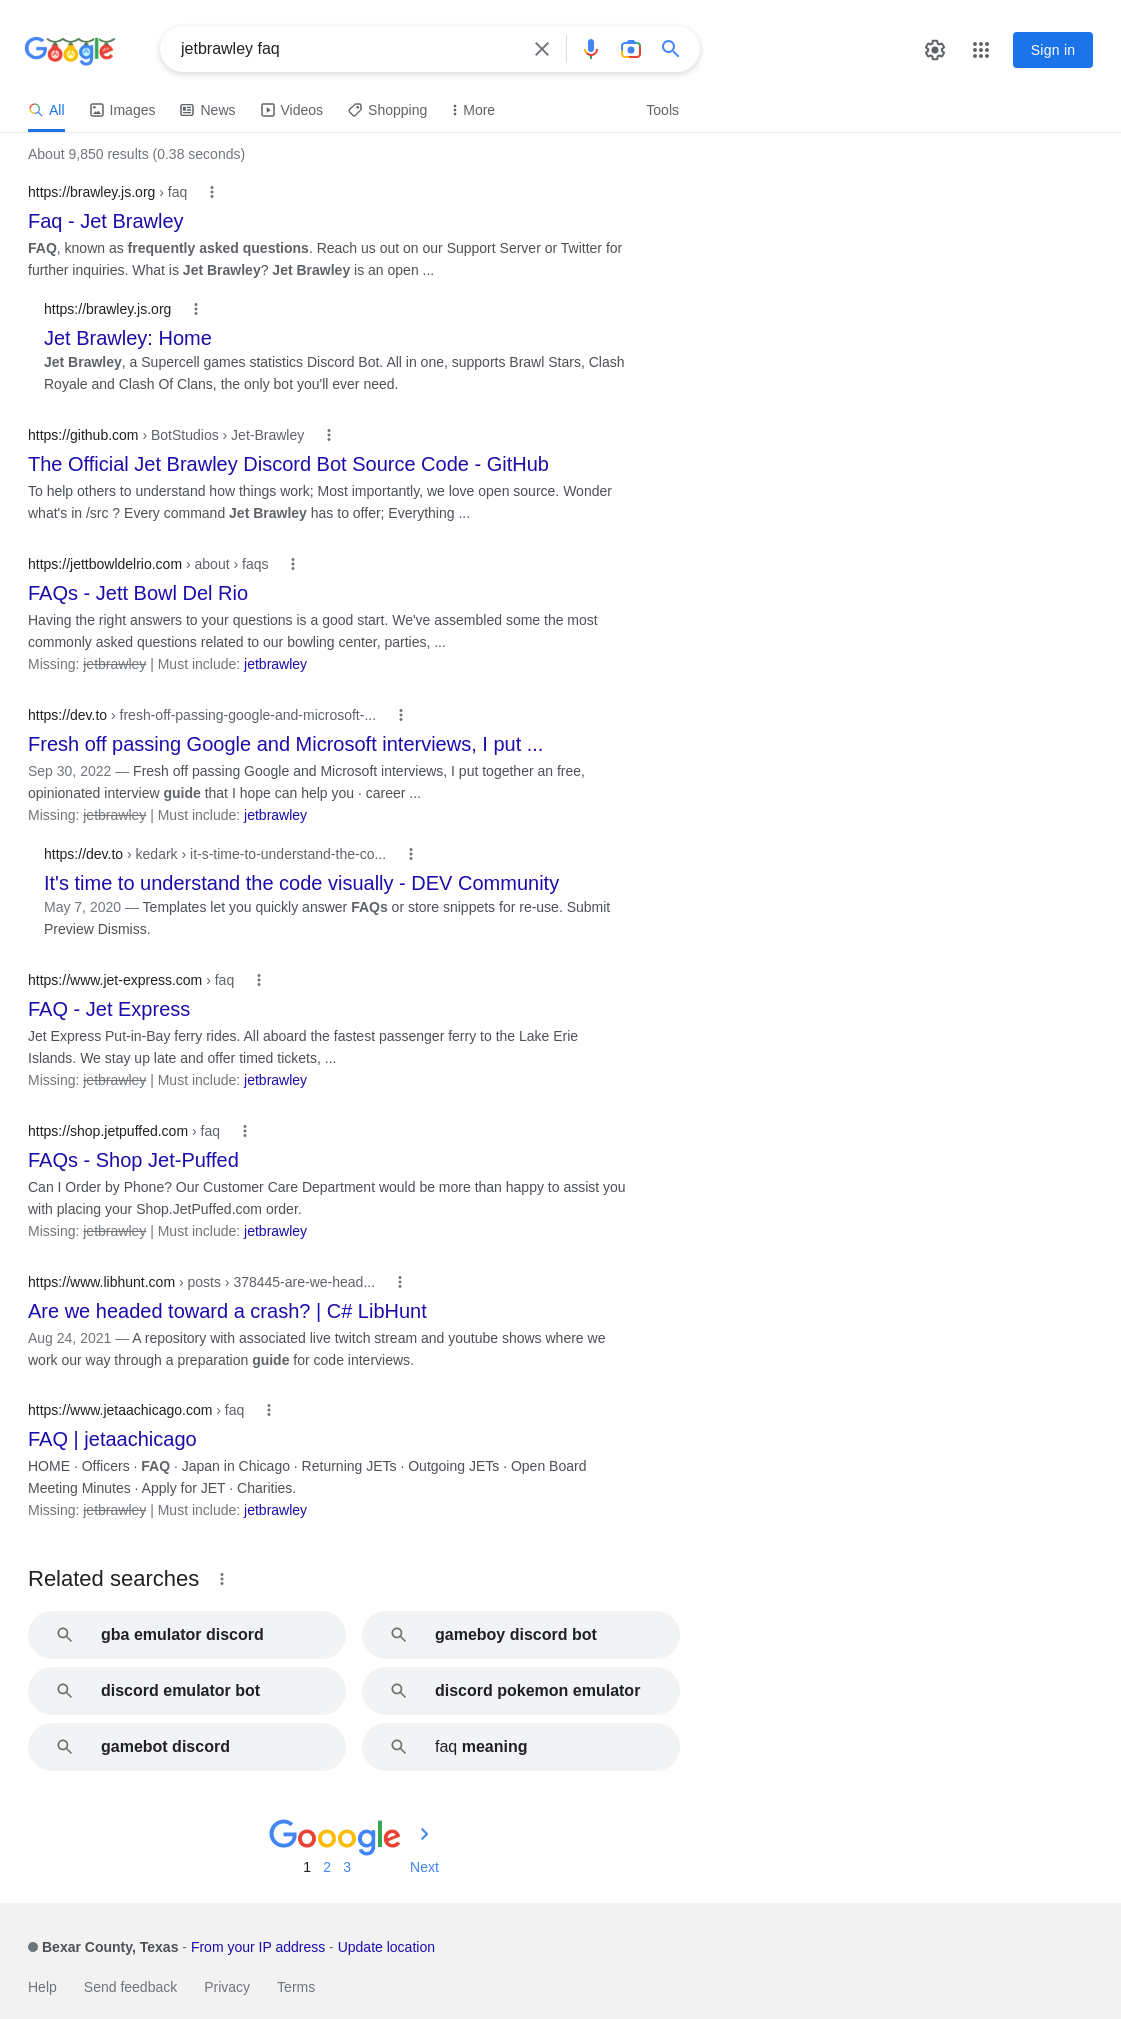 Google
jetbrawley faq
Sign in
All
Images
News
Videos
Shopping
More
Tools
About 9,850 results (0.38 seconds)
https://brawley.js.org › faq
Faq - Jet Brawley
FAQ, known as frequently asked questions. Reach us out on our Support Server or Twitter for
further inquiries. What is Jet Brawley? Jet Brawley is an open ...
https://brawley.js.org
Jet Brawley: Home
Jet Brawley, a Supercell games statistics Discord Bot. All in one, supports Brawl Stars, Clash
Royale and Clash Of Clans, the only bot you'll ever need.
https://github.com › BotStudios › Jet-Brawley
The Official Jet Brawley Discord Bot Source Code - GitHub
To help others to understand how things work; Most importantly, we love open source. Wonder
what's in /src ? Every command Jet Brawley has to offer; Everything ...
https://jettbowldelrio.com › about › faqs
FAQs - Jett Bowl Del Rio
Having the right answers to your questions is a good start. We've assembled some the most
commonly asked questions related to our bowling center, parties, ...
Missing: jetbrawley | Must include: jetbrawley
https://dev.to › fresh-off-passing-google-and-microsoft-...
Fresh off passing Google and Microsoft interviews, I put ...
Sep 30, 2022 — Fresh off passing Google and Microsoft interviews, I put together an free,
opinionated interview guide that I hope can help you · career ...
Missing: jetbrawley | Must include: jetbrawley
https://dev.to › kedark › it-s-time-to-understand-the-co...
It's time to understand the code visually - DEV Community
May 7, 2020 — Templates let you quickly answer FAQs or store snippets for re-use. Submit
Preview Dismiss.
https://www.jet-express.com › faq
FAQ - Jet Express
Jet Express Put-in-Bay ferry rides. All aboard the fastest passenger ferry to the Lake Erie
Islands. We stay up late and offer timed tickets, ...
Missing: jetbrawley | Must include: jetbrawley
https://shop.jetpuffed.com › faq
FAQs - Shop Jet-Puffed
Can I Order by Phone? Our Customer Care Department would be more than happy to assist you
with placing your Shop.JetPuffed.com order.
Missing: jetbrawley | Must include: jetbrawley
https://www.libhunt.com › posts › 378445-are-we-head...
Are we headed toward a crash? | C# LibHunt
Aug 24, 2021 — A repository with associated live twitch stream and youtube shows where we
work our way through a preparation guide for code interviews.
https://www.jetaachicago.com › faq
FAQ | jetaachicago
HOME · Officers · FAQ · Japan in Chicago · Returning JETs · Outgoing JETs · Open Board
Meeting Minutes · Apply for JET · Charities.
Missing: jetbrawley | Must include: jetbrawley
Related searches
gba emulator discord
gameboy discord bot
discord emulator bot
discord pokemon emulator
gamebot discord
faq meaning
Gooogle
1 2 3 Next
Bexar County, Texas - From your IP address - Update location
Help Send feedback Privacy Terms